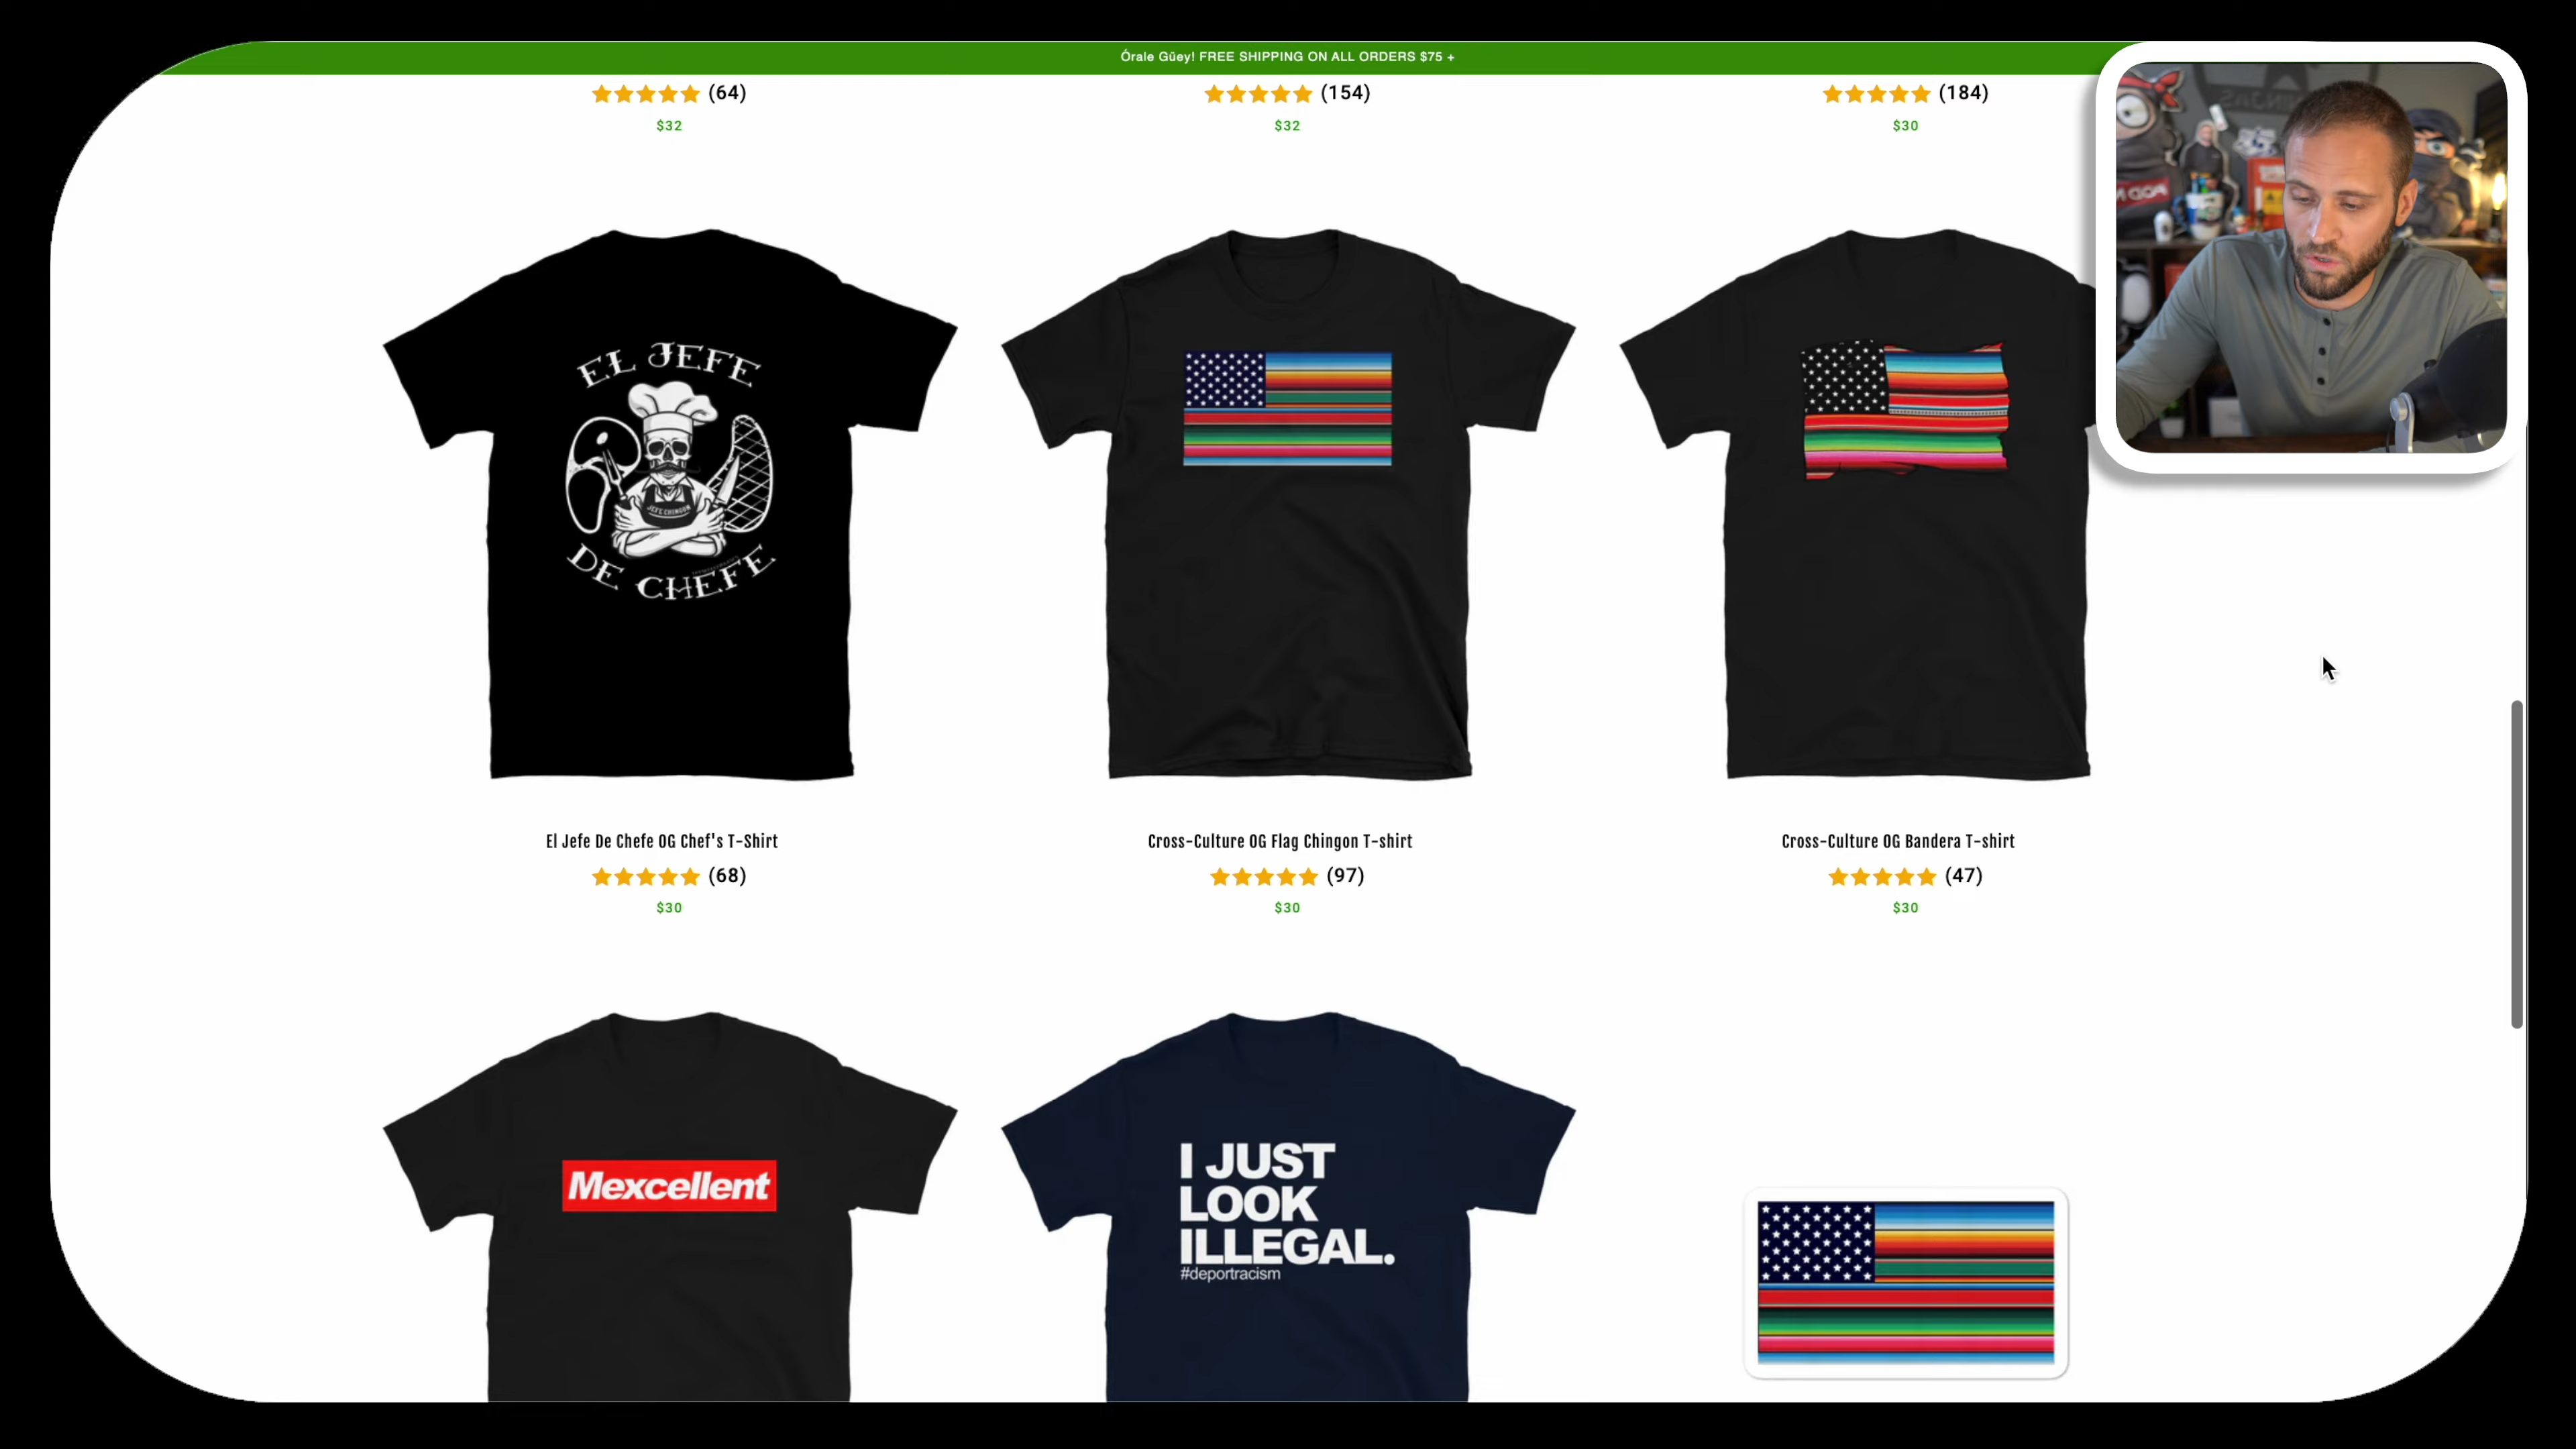 Órale Güey! FREE SHIPPING ON ALL ORDERS $75 +
(64)
(154)
(184)
$32
$32
$30
EL JEFE
JEFE CHINGON
DE CHEFE
El Jefe De Chefe OG Chef's T-Shirt
Cross-Culture OG Flag Chingon T-shirt
Cross-Culture OG Bandera T-shirt
(68)
(97)
(47)
$30
$30
$30
Mexcellent
I JUST
LOOK
ILLEGAL.
#deportracism